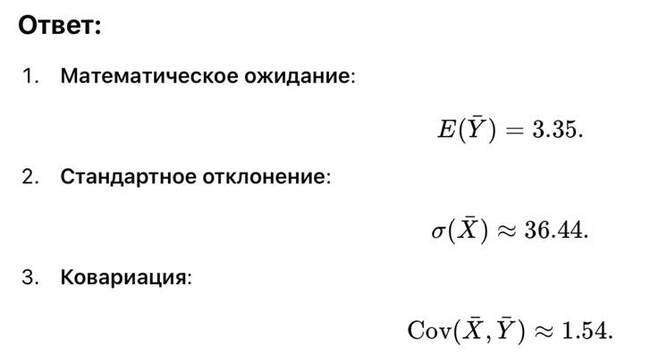 Ответ:
1. Математическое ожидание:
E(Ȳ) = 3.35.
2. Стандартное отклонение:
σ(X̄) ≈ 36.44.
3. Ковариация:
Cov(X̄, Ȳ) ≈ 1.54.